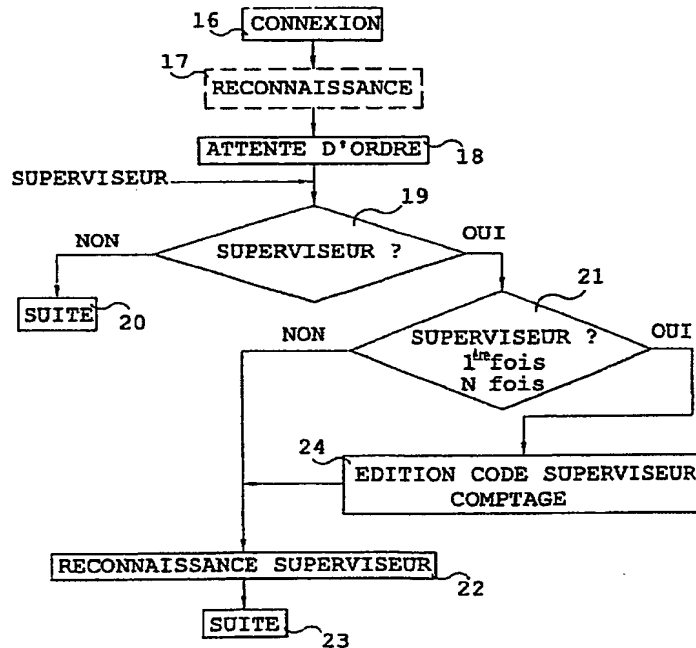 16
CONNEXION
17
RECONNAISSANCE
ATTENTE D'ORDRE
18
SUPERVISEUR
19
NON
SUPERVISEUR ?
OUI
21
SUITE
20
NON
SUPERVISEUR ?
1ère fois
N fois
OUI
24
EDITION CODE SUPERVISEUR
COMPTAGE
RECONNAISSANCE SUPERVISEUR
22
SUITE
23